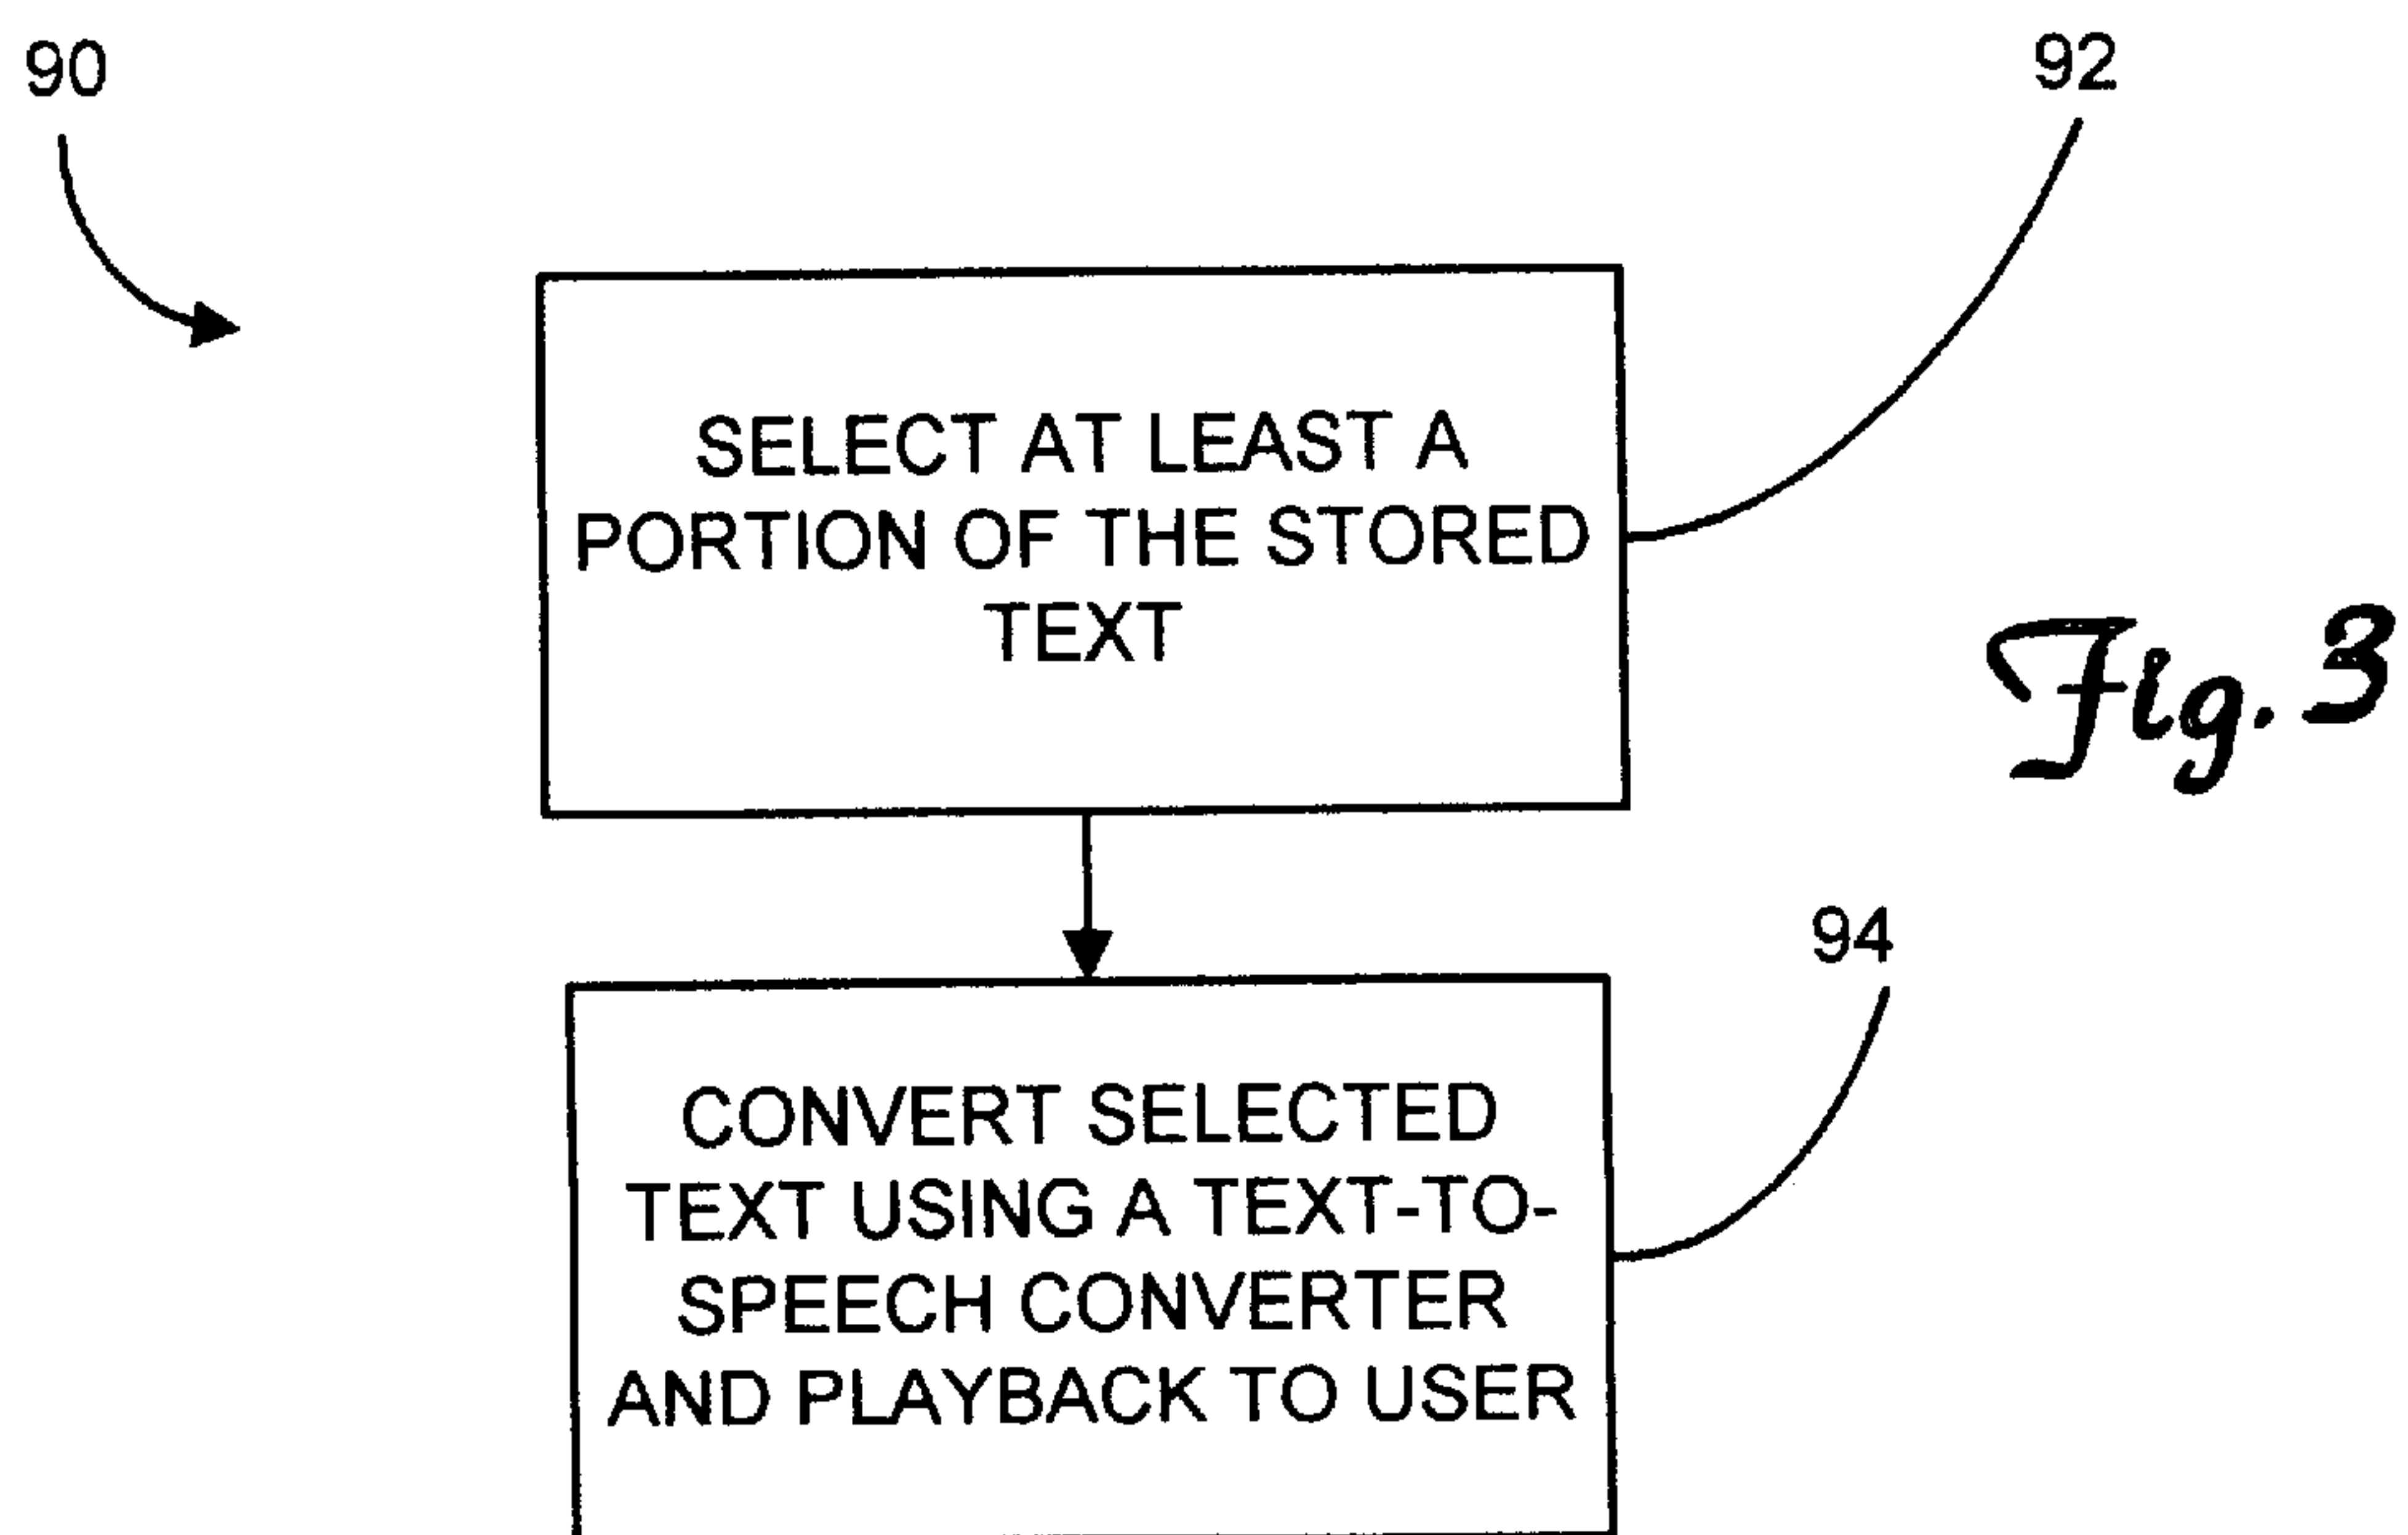 90
92
SELECT AT LEAST A
PORTION OF THE STORED
TEXT
Fig. 3
94
CONVERT SELECTED
TEXT USING A TEXT-TO-
SPEECH CONVERTER
AND PLAYBACK TO USER